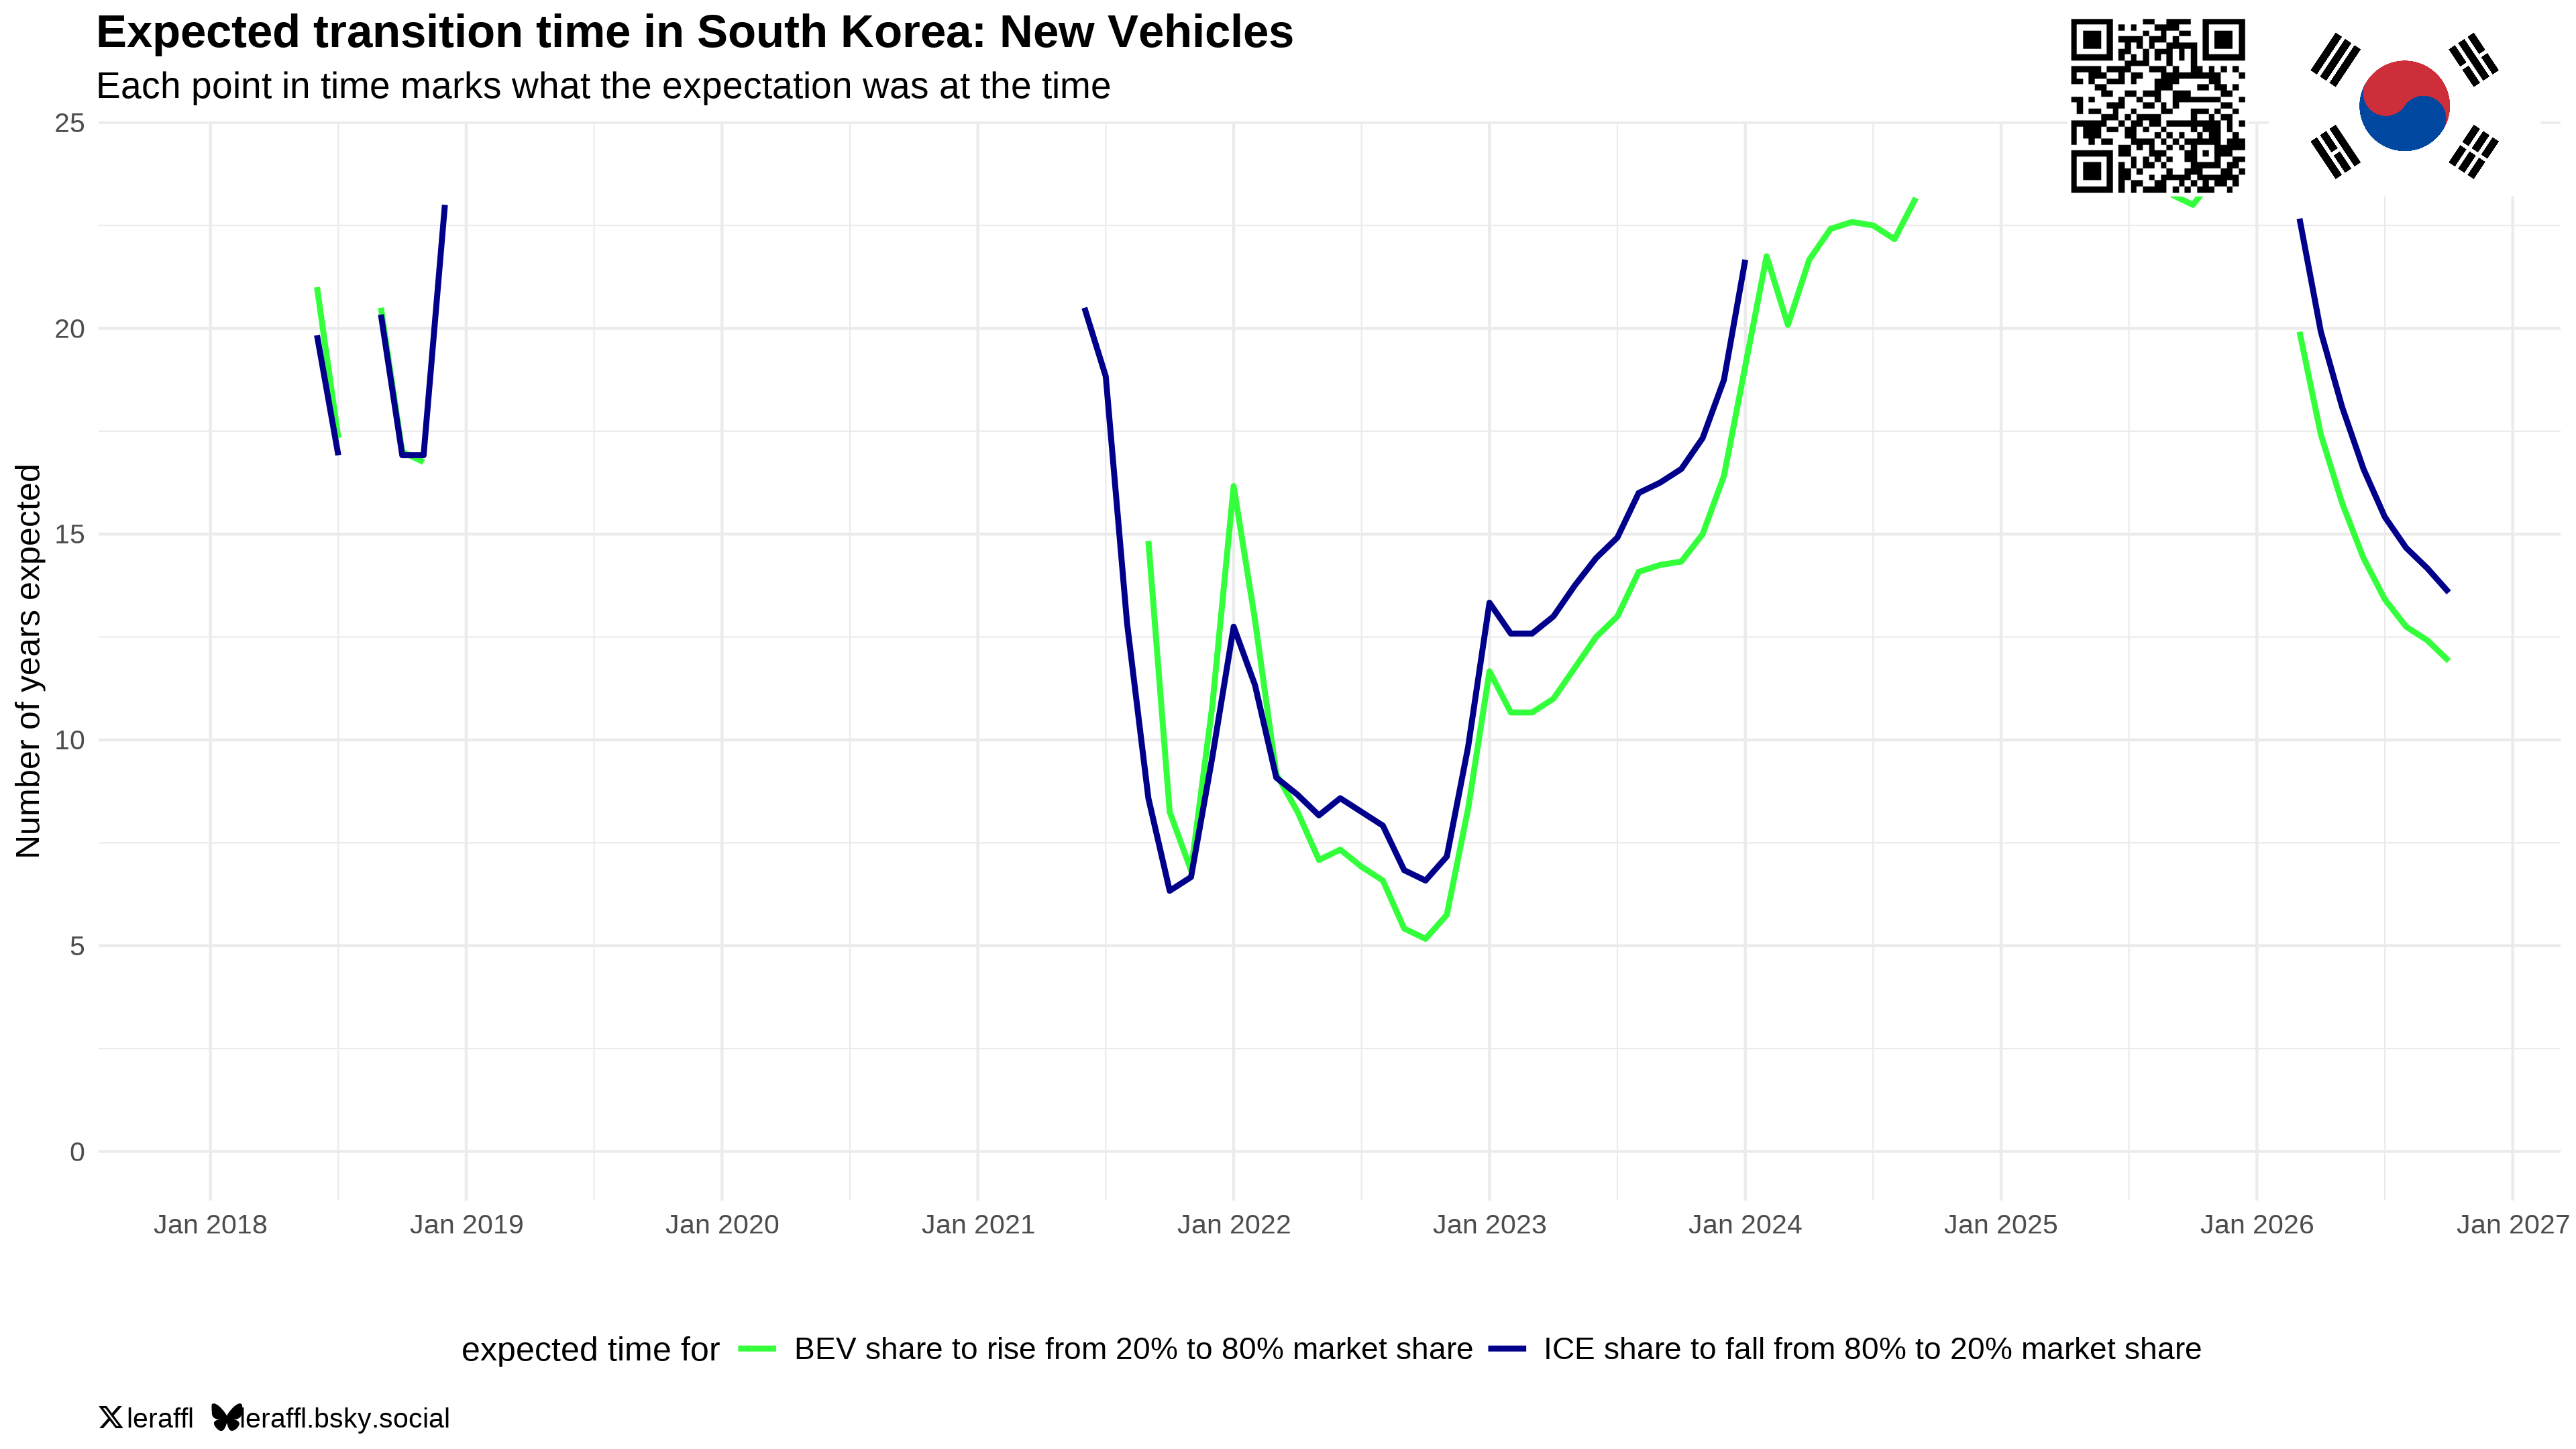 Expected transition time in South Korea: New Vehicles
Each point in time marks what the expectation was at the time
Number of years expected
25
20
15
10
5
0
Jan 2018 Jan 2019 Jan 2020 Jan 2021 Jan 2022 Jan 2023 Jan 2024 Jan 2025 Jan 2026 Jan 2027
expected time for BEV share to rise from 20% to 80% market share ICE share to fall from 80% to 20% market share
leraffl leraffl.bsky.social